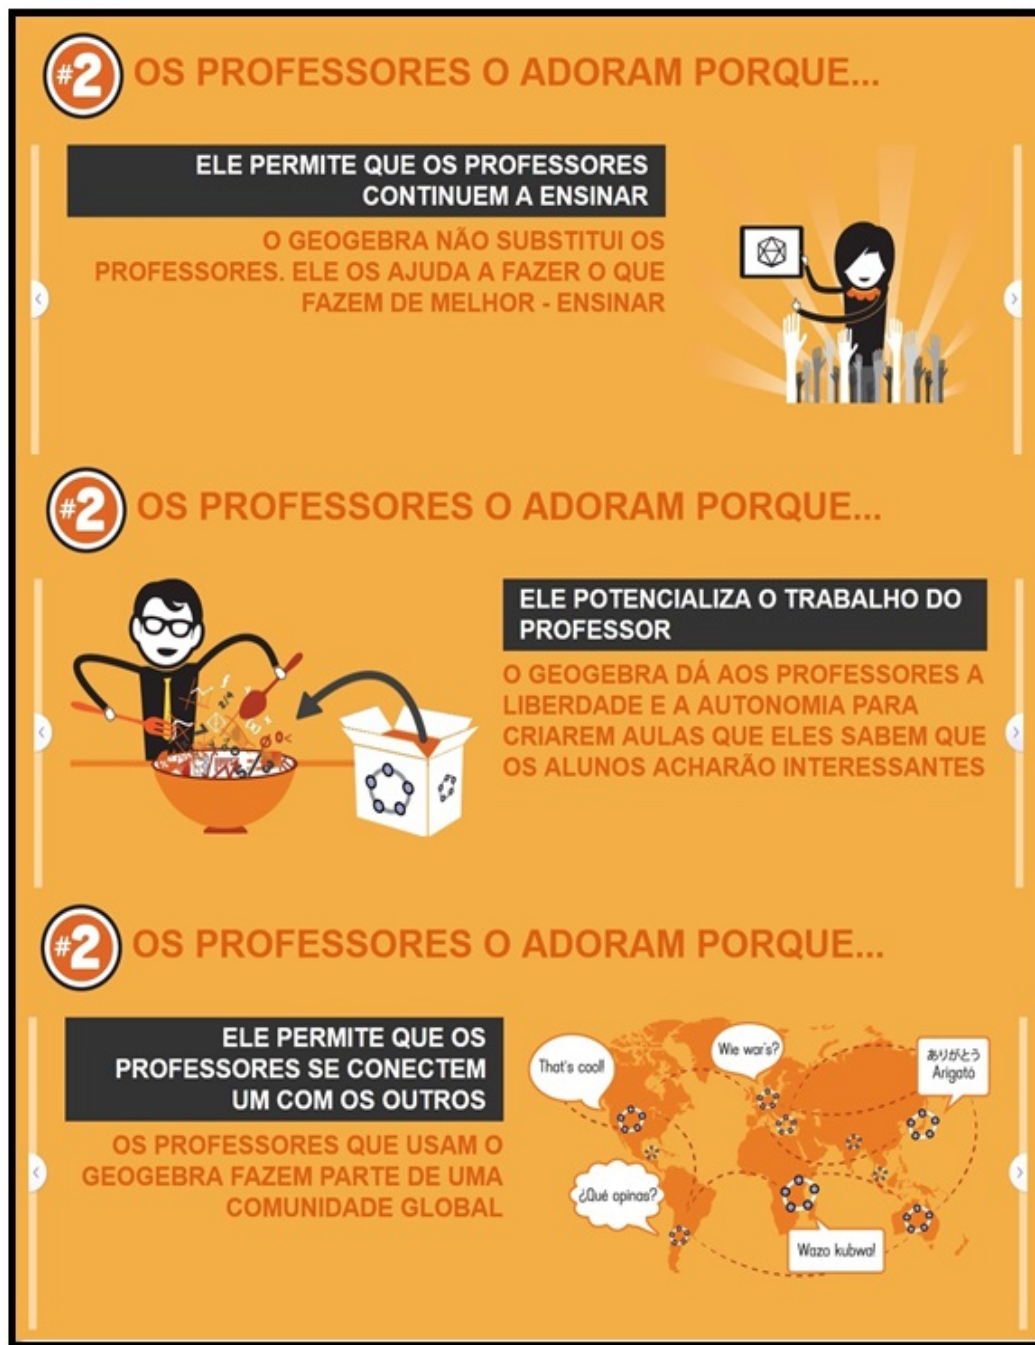 #2 OS PROFESSORES O ADORAM PORQUE...
ELE PERMITE QUE OS PROFESSORES
CONTINUEM A ENSINAR
O GEOGEBRA NÃO SUBSTITUI OS
PROFESSORES. ELE OS AJUDA A FAZER O QUE
FAZEM DE MELHOR - ENSINAR
#2 OS PROFESSORES O ADORAM PORQUE...
ELE POTENCIALIZA O TRABALHO DO
PROFESSOR
O GEOGEBRA DÁ AOS PROFESSORES A
LIBERDADE E A AUTONOMIA PARA
CRIAREM AULAS QUE ELES SABEM QUE
OS ALUNOS ACHARÃO INTERESSANTES
#2 OS PROFESSORES O ADORAM PORQUE...
ELE PERMITE QUE OS
PROFESSORES SE CONECTEM
UM COM OS OUTROS
OS PROFESSORES QUE USAM O
GEOGEBRA FAZEM PARTE DE UMA
COMUNIDADE GLOBAL
That's cool!
Wie war's?
ありがとう
Arigató
¿Qué opinas?
Wazo kubwa!